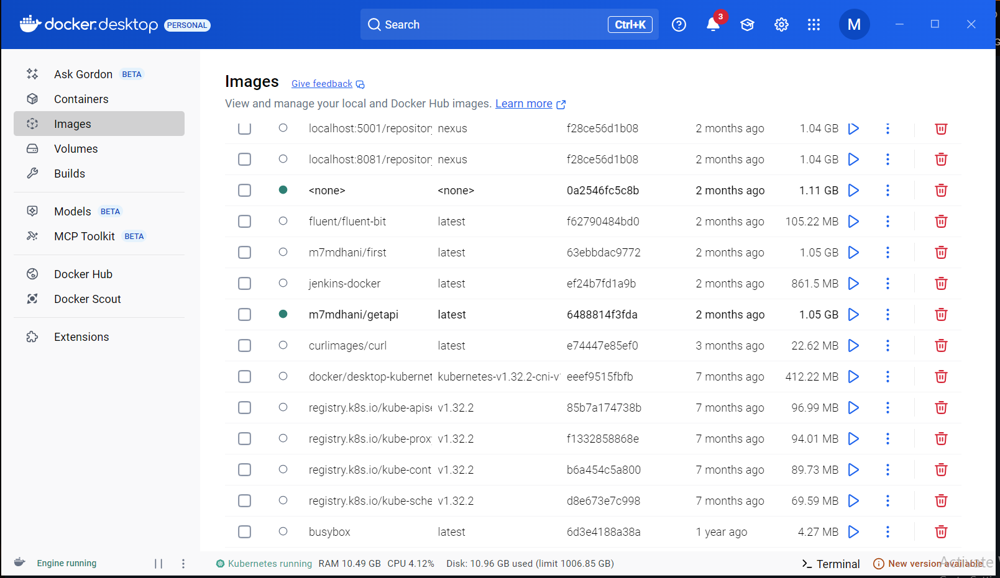 docker.desktop PERSONAL
Search Ctrl+K
3
M
Ask Gordon BETA
Containers
Images
Volumes
Builds
Models BETA
MCP Toolkit BETA
Docker Hub
Docker Scout
Extensions
Images Give feedback
View and manage your local and Docker Hub images. Learn more
localhost:5001/repository nexus f28ce56d1b08 2 months ago 1.04 GB
localhost:8081/repository nexus f28ce56d1b08 2 months ago 1.04 GB
<none> <none> 0a2546fc5c8b 2 months ago 1.11 GB
fluent/fluent-bit latest f62790484bd0 2 months ago 105.22 MB
m7mdhani/first latest 63ebbdac9772 2 months ago 1.05 GB
jenkins-docker latest ef24b7fd1a9b 2 months ago 861.5 MB
m7mdhani/getapi latest 6488814f3fda 2 months ago 1.05 GB
curlimages/curl latest e74447e85ef0 3 months ago 22.62 MB
docker/desktop-kubernet kubernetes-v1.32.2-cni-v1 eeef9515fbfb 7 months ago 412.22 MB
registry.k8s.io/kube-apise v1.32.2 85b7a174738b 7 months ago 96.99 MB
registry.k8s.io/kube-prox v1.32.2 f1332858868e 7 months ago 94.01 MB
registry.k8s.io/kube-cont v1.32.2 b6a454c5a800 7 months ago 89.73 MB
registry.k8s.io/kube-sche v1.32.2 d8e673e7c998 7 months ago 69.59 MB
busybox latest 6d3e4188a38a 1 year ago 4.27 MB
Engine running Kubernetes running RAM 10.49 GB CPU 4.12% Disk: 10.96 GB used (limit 1006.85 GB) Terminal New version available
Activate